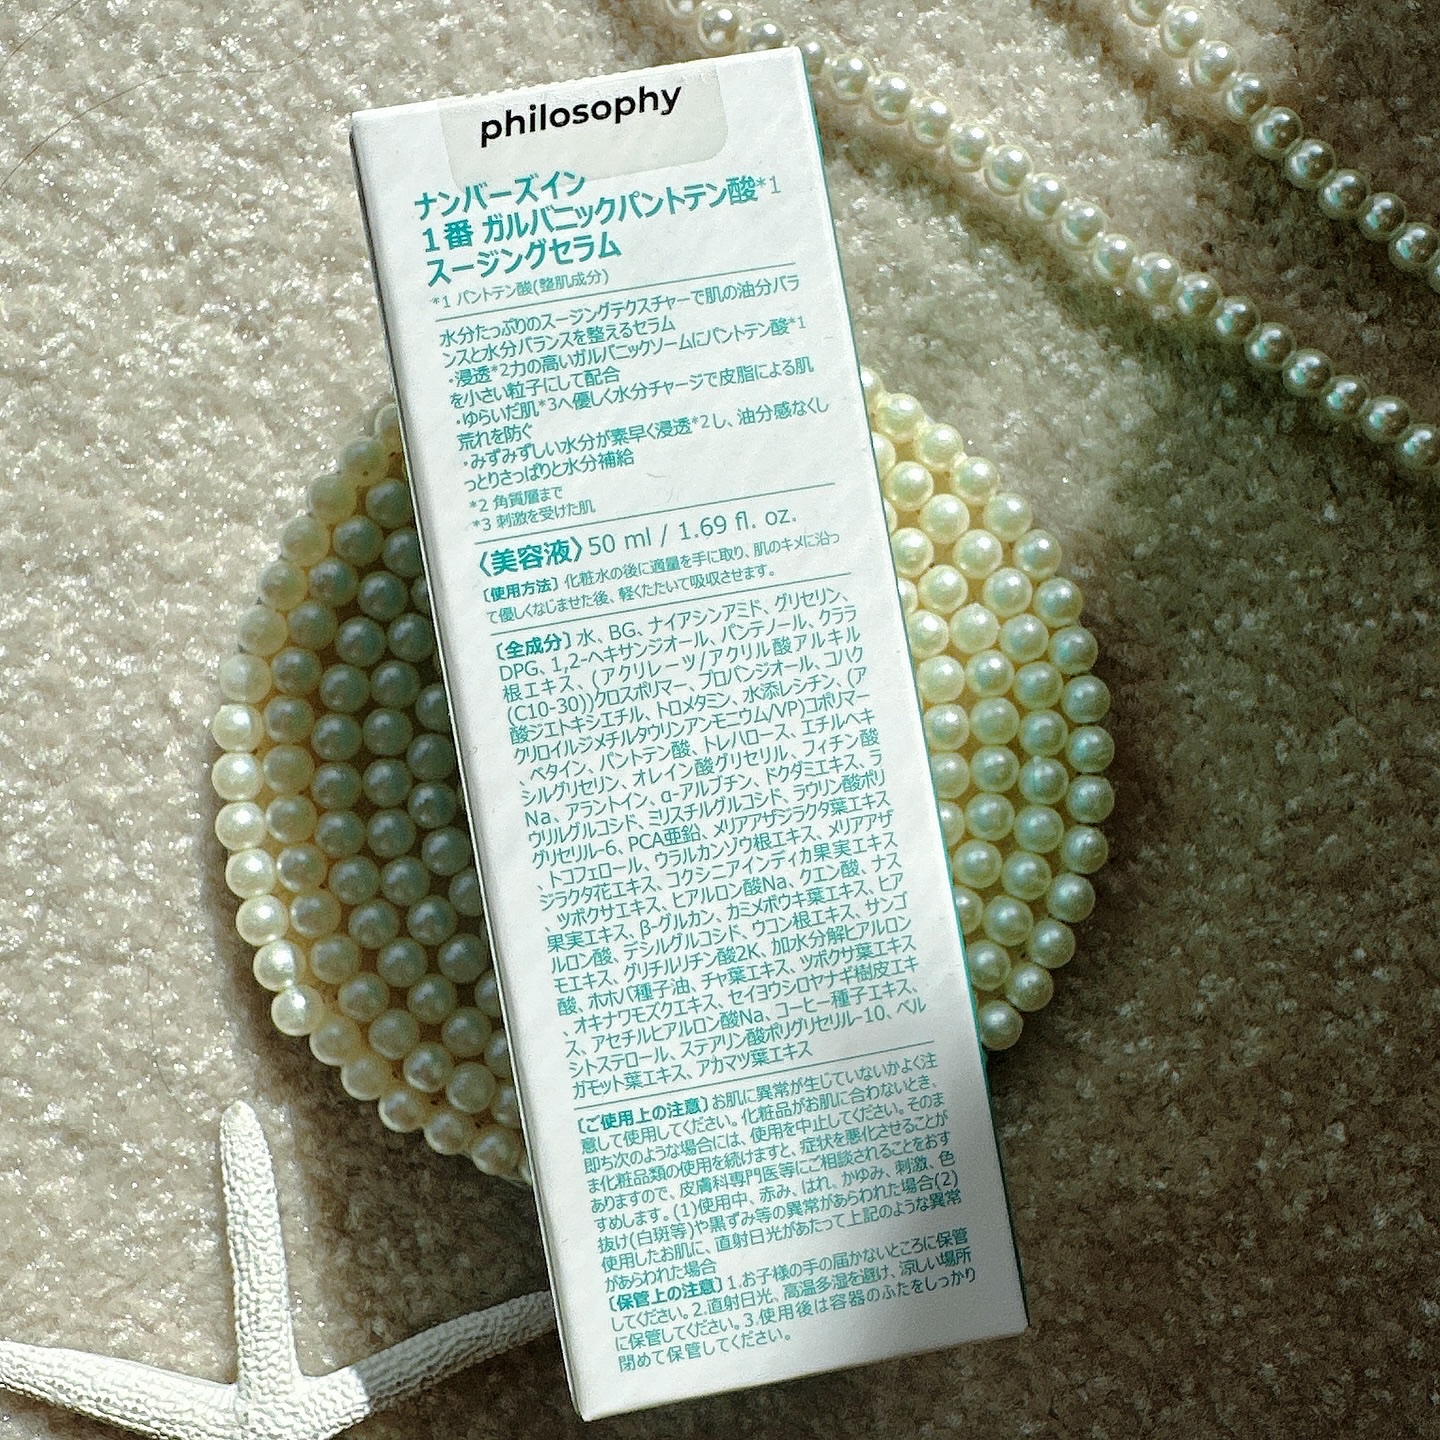 philosophy
ナンバーズイン
1番 ガルバニックパントテン酸*1
スージングセラム
*1 パントテン酸(整肌成分)
水分たっぷりのスージングテクスチャーで肌の油分バラ
ンスと水分バランスを整えるセラム
・浸透*2力の高いガルバニックソームにパントテン酸*1
を小さい粒子にして配合
・ゆらいだ肌*3へ優しく水分チャージで皮脂による肌
荒れを防ぐ
・みずみずしい水分が素早く浸透*2し、油分感なくし
っとりさっぱりと水分補給
*2 角質層まで
*3 刺激を受けた肌
〈美容液〉50 ml / 1.69 fl. oz.
〔使用方法〕化粧水の後に適量を手に取り、肌のキメに沿っ
て優しくなじませた後、軽くたたいて吸収させます。
〔全成分〕水、BG、ナイアシンアミド、グリセリン、
DPG、1,2-ヘキサンジオール、パンテノール、クララ
根エキス、(アクリレーツ/アクリル酸アルキル
(C10-30))クロスポリマー、プロパンジオール、コハク
酸ジエトキシエチル、トロメタミン、水添レシチン、(ア
クリロイルジメチルタウリンアンモニウム/VP)コポリマー
、ベタイン、パントテン酸、トレハロース、エチルヘキ
シルグリセリン、オレイン酸グリセリル、フィチン酸
Na、アラントイン、α-アルブチン、ドクダミエキス、ラ
ウリルグルコシド、ミリスチルグルコシド、ラウリン酸ポリ
グリセリル-6、PCA亜鉛、メリアアザジラクタ葉エキス
、トコフェロール、ウラルカンゾウ根エキス、メリアアザ
ジラクタ花エキス、コクシニアインディカ果実エキス
、ツボクサエキス、ヒアルロン酸Na、クエン酸、ナス
果実エキス、β-グルカン、カミメボウキ葉エキス、ヒア
ルロン酸、デシルグルコシド、ウコン根エキス、サンゴ
モエキス、グリチルリチン酸2K、加水分解ヒアルロン
酸、ホホバ種子油、チャ葉エキス、ツボクサ葉エキス
、オキナワモズクエキス、セイヨウシロヤナギ樹皮エキ
ス、アセチルヒアルロン酸Na、コーヒー種子エキス、
シトステロール、ステアリン酸ポリグリセリル-10、ベル
ガモット葉エキス、アカマツ葉エキス
〔ご使用上の注意〕お肌に異常が生じていないかよく注
意して使用してください。化粧品がお肌に合わないとき、
即ち次のような場合には、使用を中止してください。そのま
ま化粧品類の使用を続けますと、症状を悪化させることが
ありますので、皮膚科専門医等にご相談されることをおす
すめします。(1)使用中、赤み、はれ、かゆみ、刺激、色
抜け(白斑等)や黒ずみ等の異常があらわれた場合(2)
使用したお肌に、直射日光があたって上記のような異常
があらわれた場合
〔保管上の注意〕1.お子様の手の届かないところに保管
してください。2.直射日光、高温多湿を避け、涼しい場所
に保管してください。3.使用後は容器のふたをしっかり
閉めて保管してください。